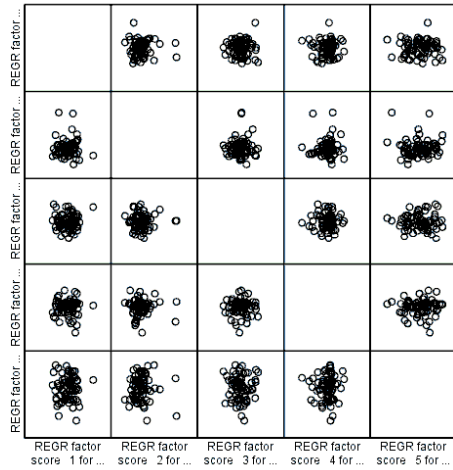 REGR factor ...
REGR factor ...
REGR factor ...
REGR factor ...
REGR factor ...
REGR factor REGR factor REGR factor REGR factor REGR factor
score 1 for ... score 2 for ... score 3 for ... score 4 for ... score 5 for ...